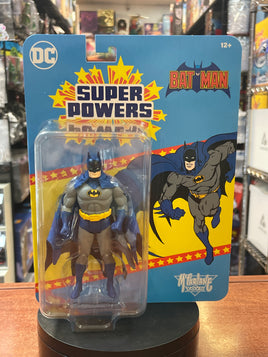 DC
12+
BATMAN
SUPER
POWERS
McFarlane